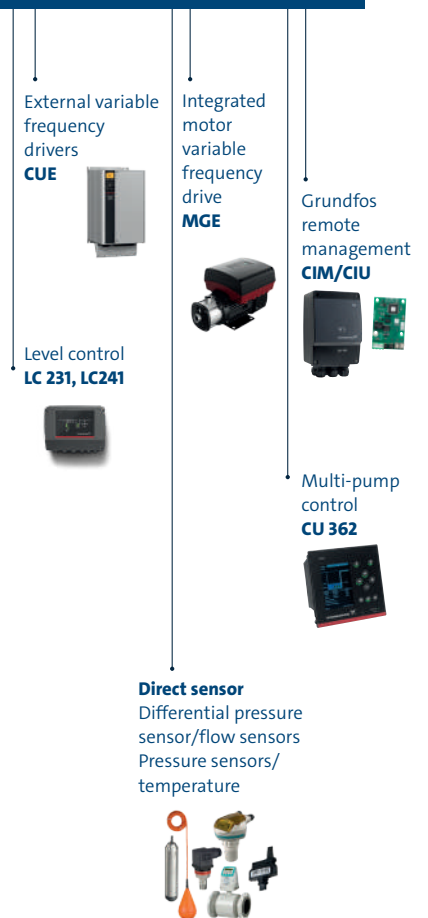 External variable
frequency
drivers
CUE
Integrated
motor
variable
frequency
drive
MGE
Grundfos
remote
management
CIM/CIU
Level control
LC 231, LC241
Multi-pump
control
CU 362
Direct sensor
Differential pressure
sensor/flow sensors
Pressure sensors/
temperature